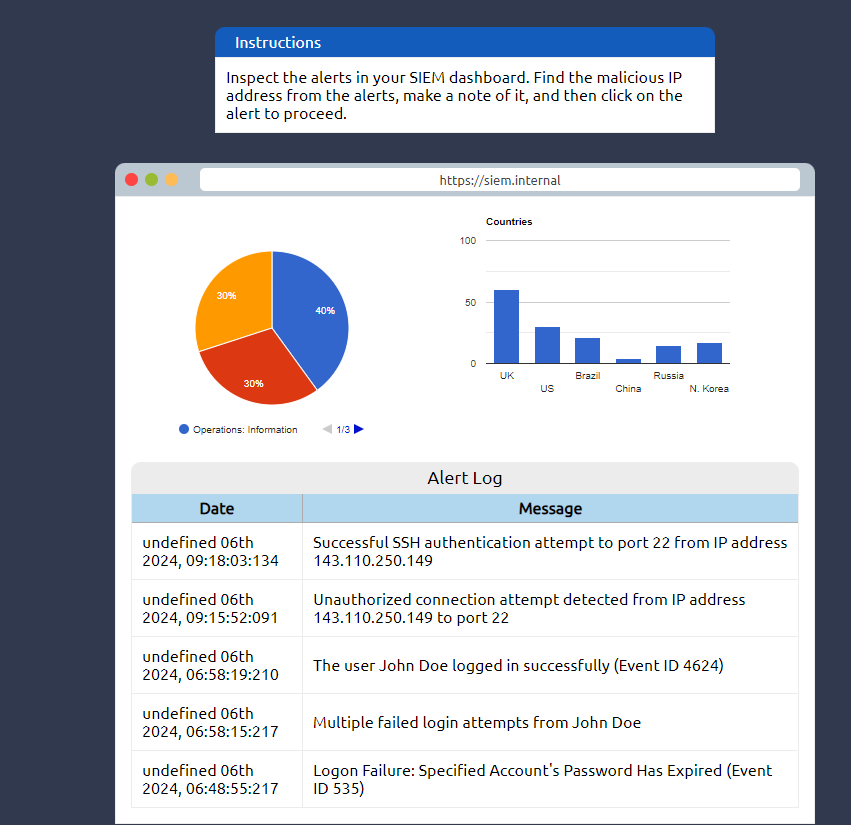 Instructions
Inspect the alerts in your SIEM dashboard. Find the malicious IP
address from the alerts, make a note of it, and then click on the
alert to proceed.
https://siem.internal
30%
40%
30%
Operations: Information
1/3
Countries
100
50
0
UK
US
Brazil
China
Russia
N. Korea
Alert Log
Date
Message
undefined 06th
2024, 09:18:03:134
Successful SSH authentication attempt to port 22 from IP address
143.110.250.149
undefined 06th
2024, 09:15:52:091
Unauthorized connection attempt detected from IP address
143.110.250.149 to port 22
undefined 06th
2024, 06:58:19:210
The user John Doe logged in successfully (Event ID 4624)
undefined 06th
2024, 06:58:15:217
Multiple failed login attempts from John Doe
undefined 06th
2024, 06:48:55:217
Logon Failure: Specified Account's Password Has Expired (Event
ID 535)